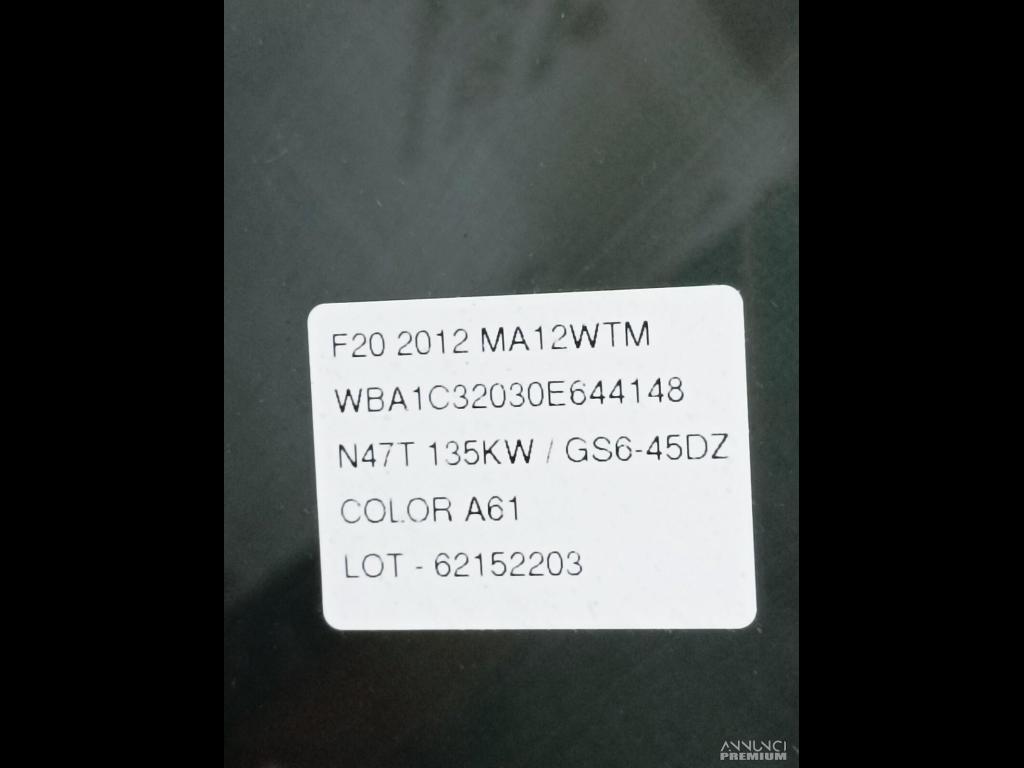 F20 2012 MA12WTM
WBA1C32030E644148
N47T 135KW / GS6-45DZ
COLOR A61
LOT - 62152203
ANNUNCI
PREMIUM